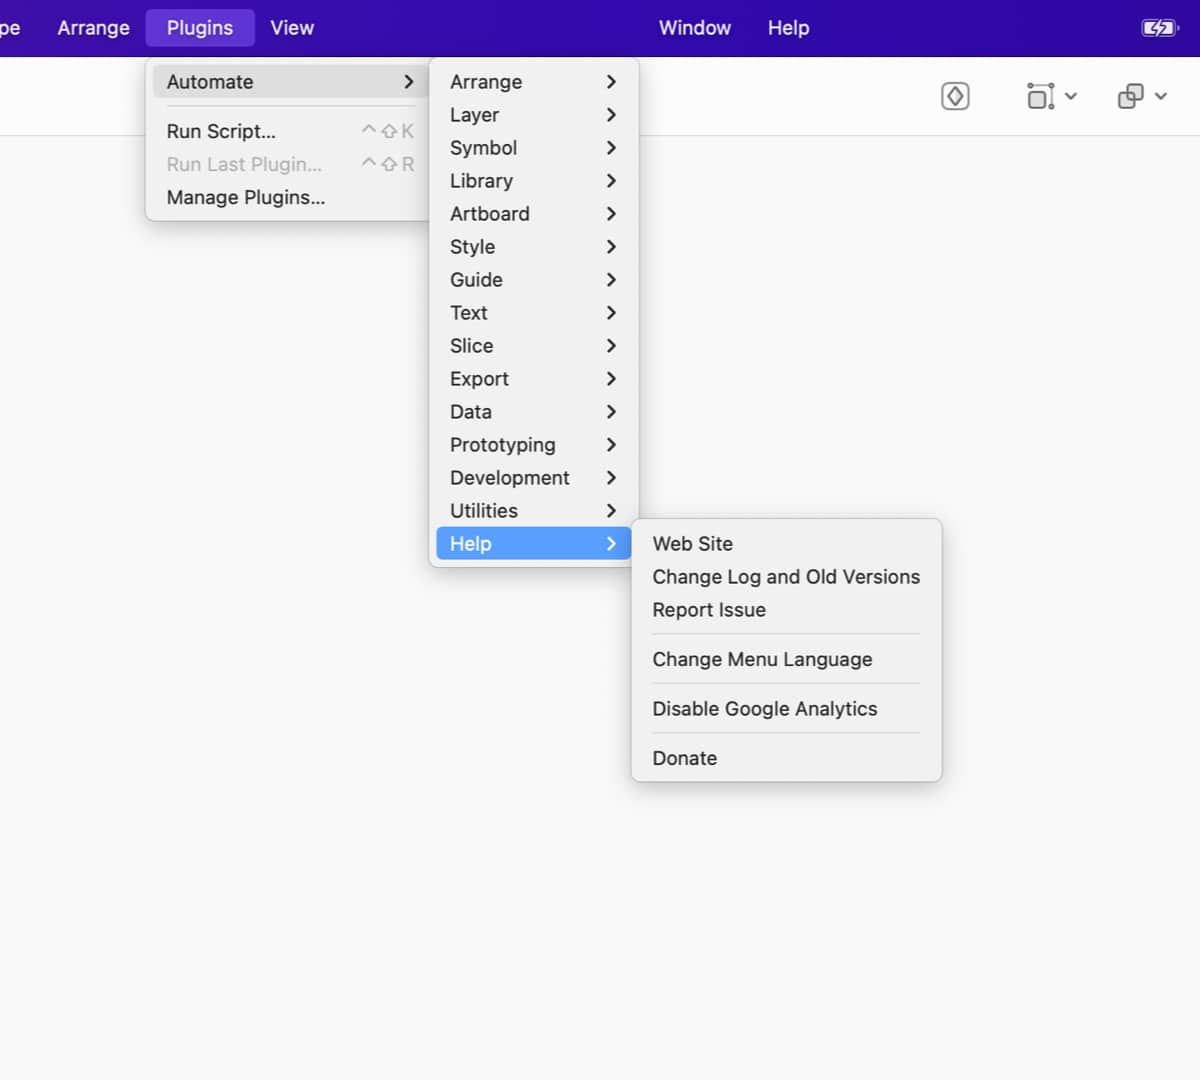 pe Arrange Plugins View Window Help
Automate
Run Script... ^⇧K
Run Last Plugin... ^⇧R
Manage Plugins...
Arrange
Layer
Symbol
Library
Artboard
Style
Guide
Text
Slice
Export
Data
Prototyping
Development
Utilities
Help
Web Site
Change Log and Old Versions
Report Issue
Change Menu Language
Disable Google Analytics
Donate